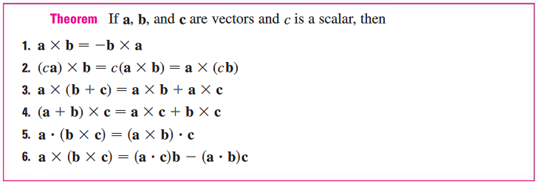 Theorem If a, b, and c are vectors and c is a scalar, then
1. a × b = −b × a
2. (ca) × b = c(a × b) = a × (cb)
3. a × (b + c) = a × b + a × c
4. (a + b) × c = a × c + b × c
5. a · (b × c) = (a × b) · c
6. a × (b × c) = (a · c)b − (a · b)c